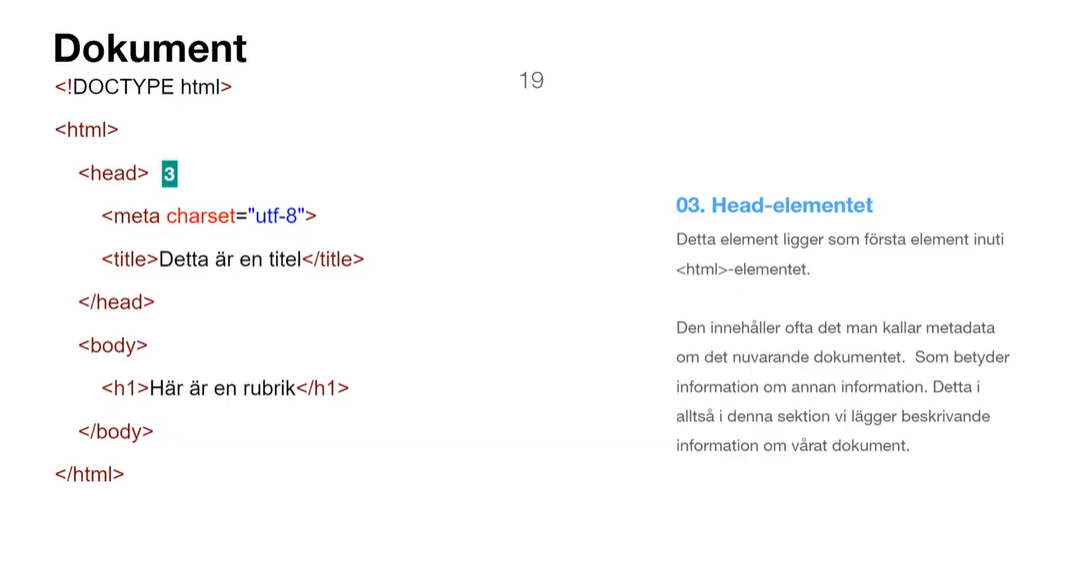 Dokument
<!DOCTYPE html>
19
<html>
<head> 3
<meta charset="utf-8">
<title>Detta är en titel</title>
</head>
<body>
<h1>Här är en rubrik</h1>
</body>
</html>
03. Head-elementet
Detta element ligger som första element inuti
<html>-elementet.
Den innehåller ofta det man kallar metadata
om det nuvarande dokumentet.  Som betyder
information om annan information. Detta i
alltså i denna sektion vi lägger beskrivande
information om vårat dokument.